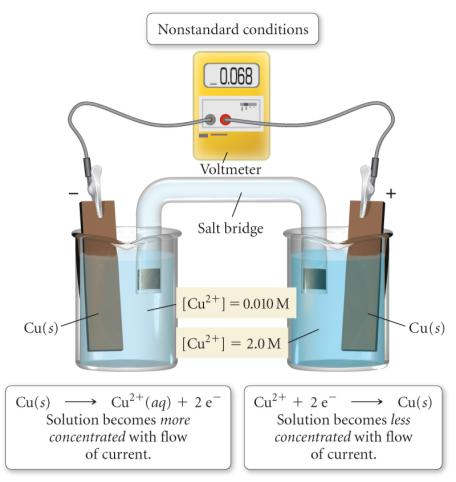 Nonstandard conditions
_0.068
Voltmeter
− +
Salt bridge
[Cu²⁺] = 0.010 M
Cu(s) Cu(s)
[Cu²⁺] = 2.0 M
Cu(s) ⟶ Cu²⁺(aq) + 2 e⁻
Solution becomes more
concentrated with flow
of current.
Cu²⁺ + 2 e⁻ ⟶ Cu(s)
Solution becomes less
concentrated with flow
of current.